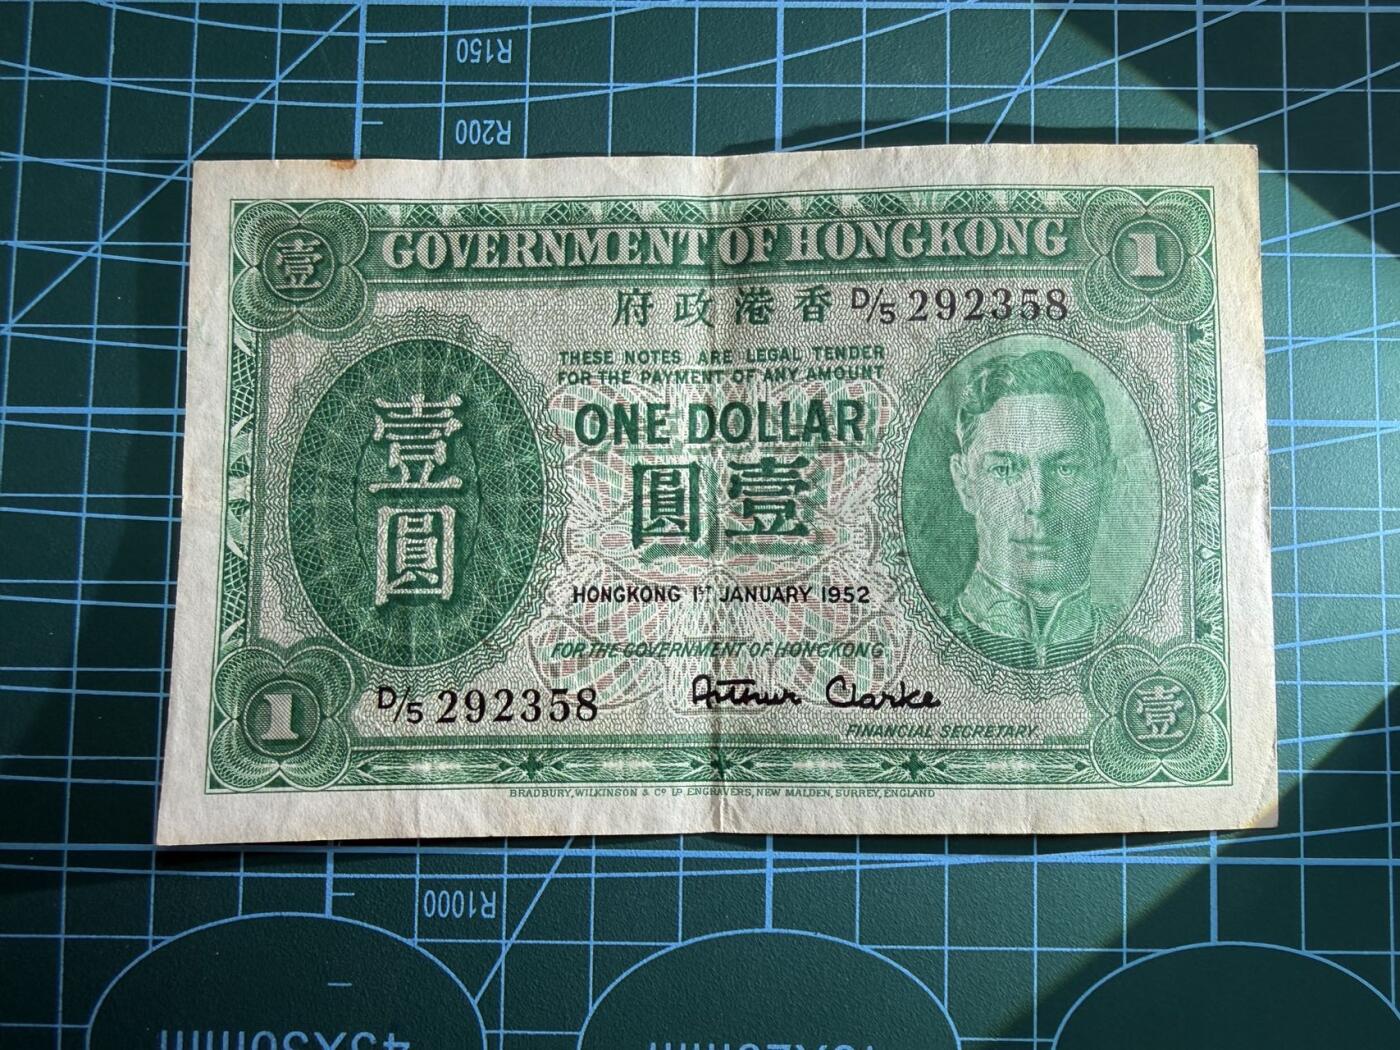 R150
R200
壹
GOVERNMENT OF HONGKONG
1
府政港香
D/5 292358
THESE NOTES ARE LEGAL TENDER
FOR THE PAYMENT OF ANY AMOUNT
ONE DOLLAR
圓壹
壹
圓
HONGKONG 1ST JANUARY 1952
FOR THE GOVERNMENT OF HONGKONG
D/5 292358
Arthur Clarke
FINANCIAL SECRETARY.
1
壹
BRADBURY, WILKINSON & Co. LD. ENGRAVERS, NEW MALDEN, SURREY, ENGLAND
R1000
45X30mm